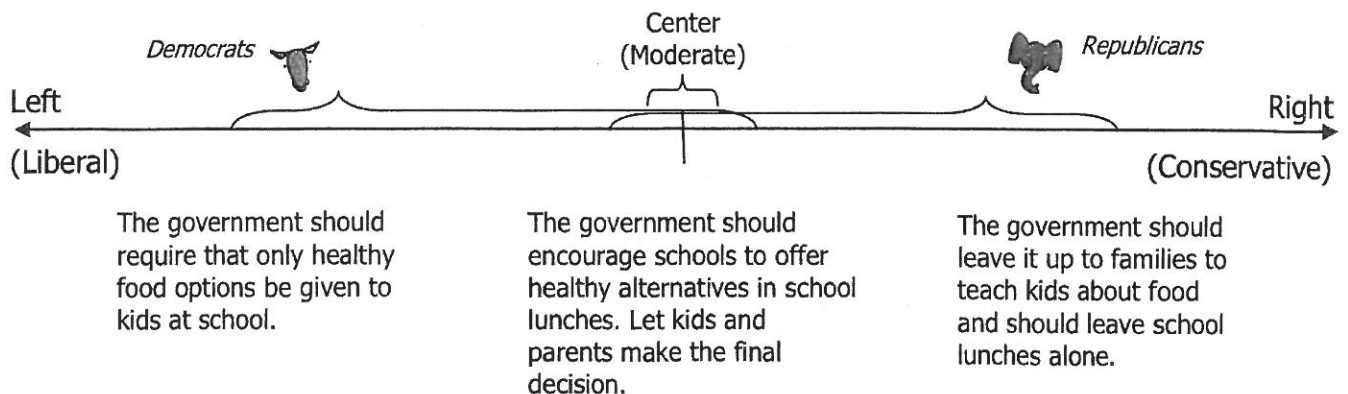 Center
(Moderate)
Democrats
Republicans
Left
Right
(Liberal)
(Conservative)
The government should
require that only healthy
food options be given to
kids at school.
The government should
encourage schools to offer
healthy alternatives in school
lunches. Let kids and
parents make the final
decision.
The government should
leave it up to families to
teach kids about food
and should leave school
lunches alone.